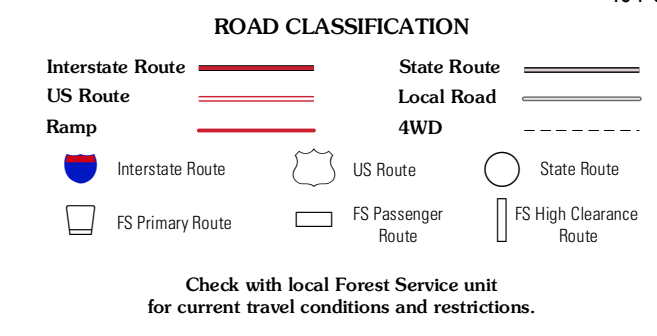 ROAD CLASSIFICATION
Interstate Route
State Route
US Route
Local Road
Ramp
4WD
Interstate Route
US Route
State Route
FS Primary Route
FS Passenger
Route
FS High Clearance
Route
Check with local Forest Service unit
for current travel conditions and restrictions.